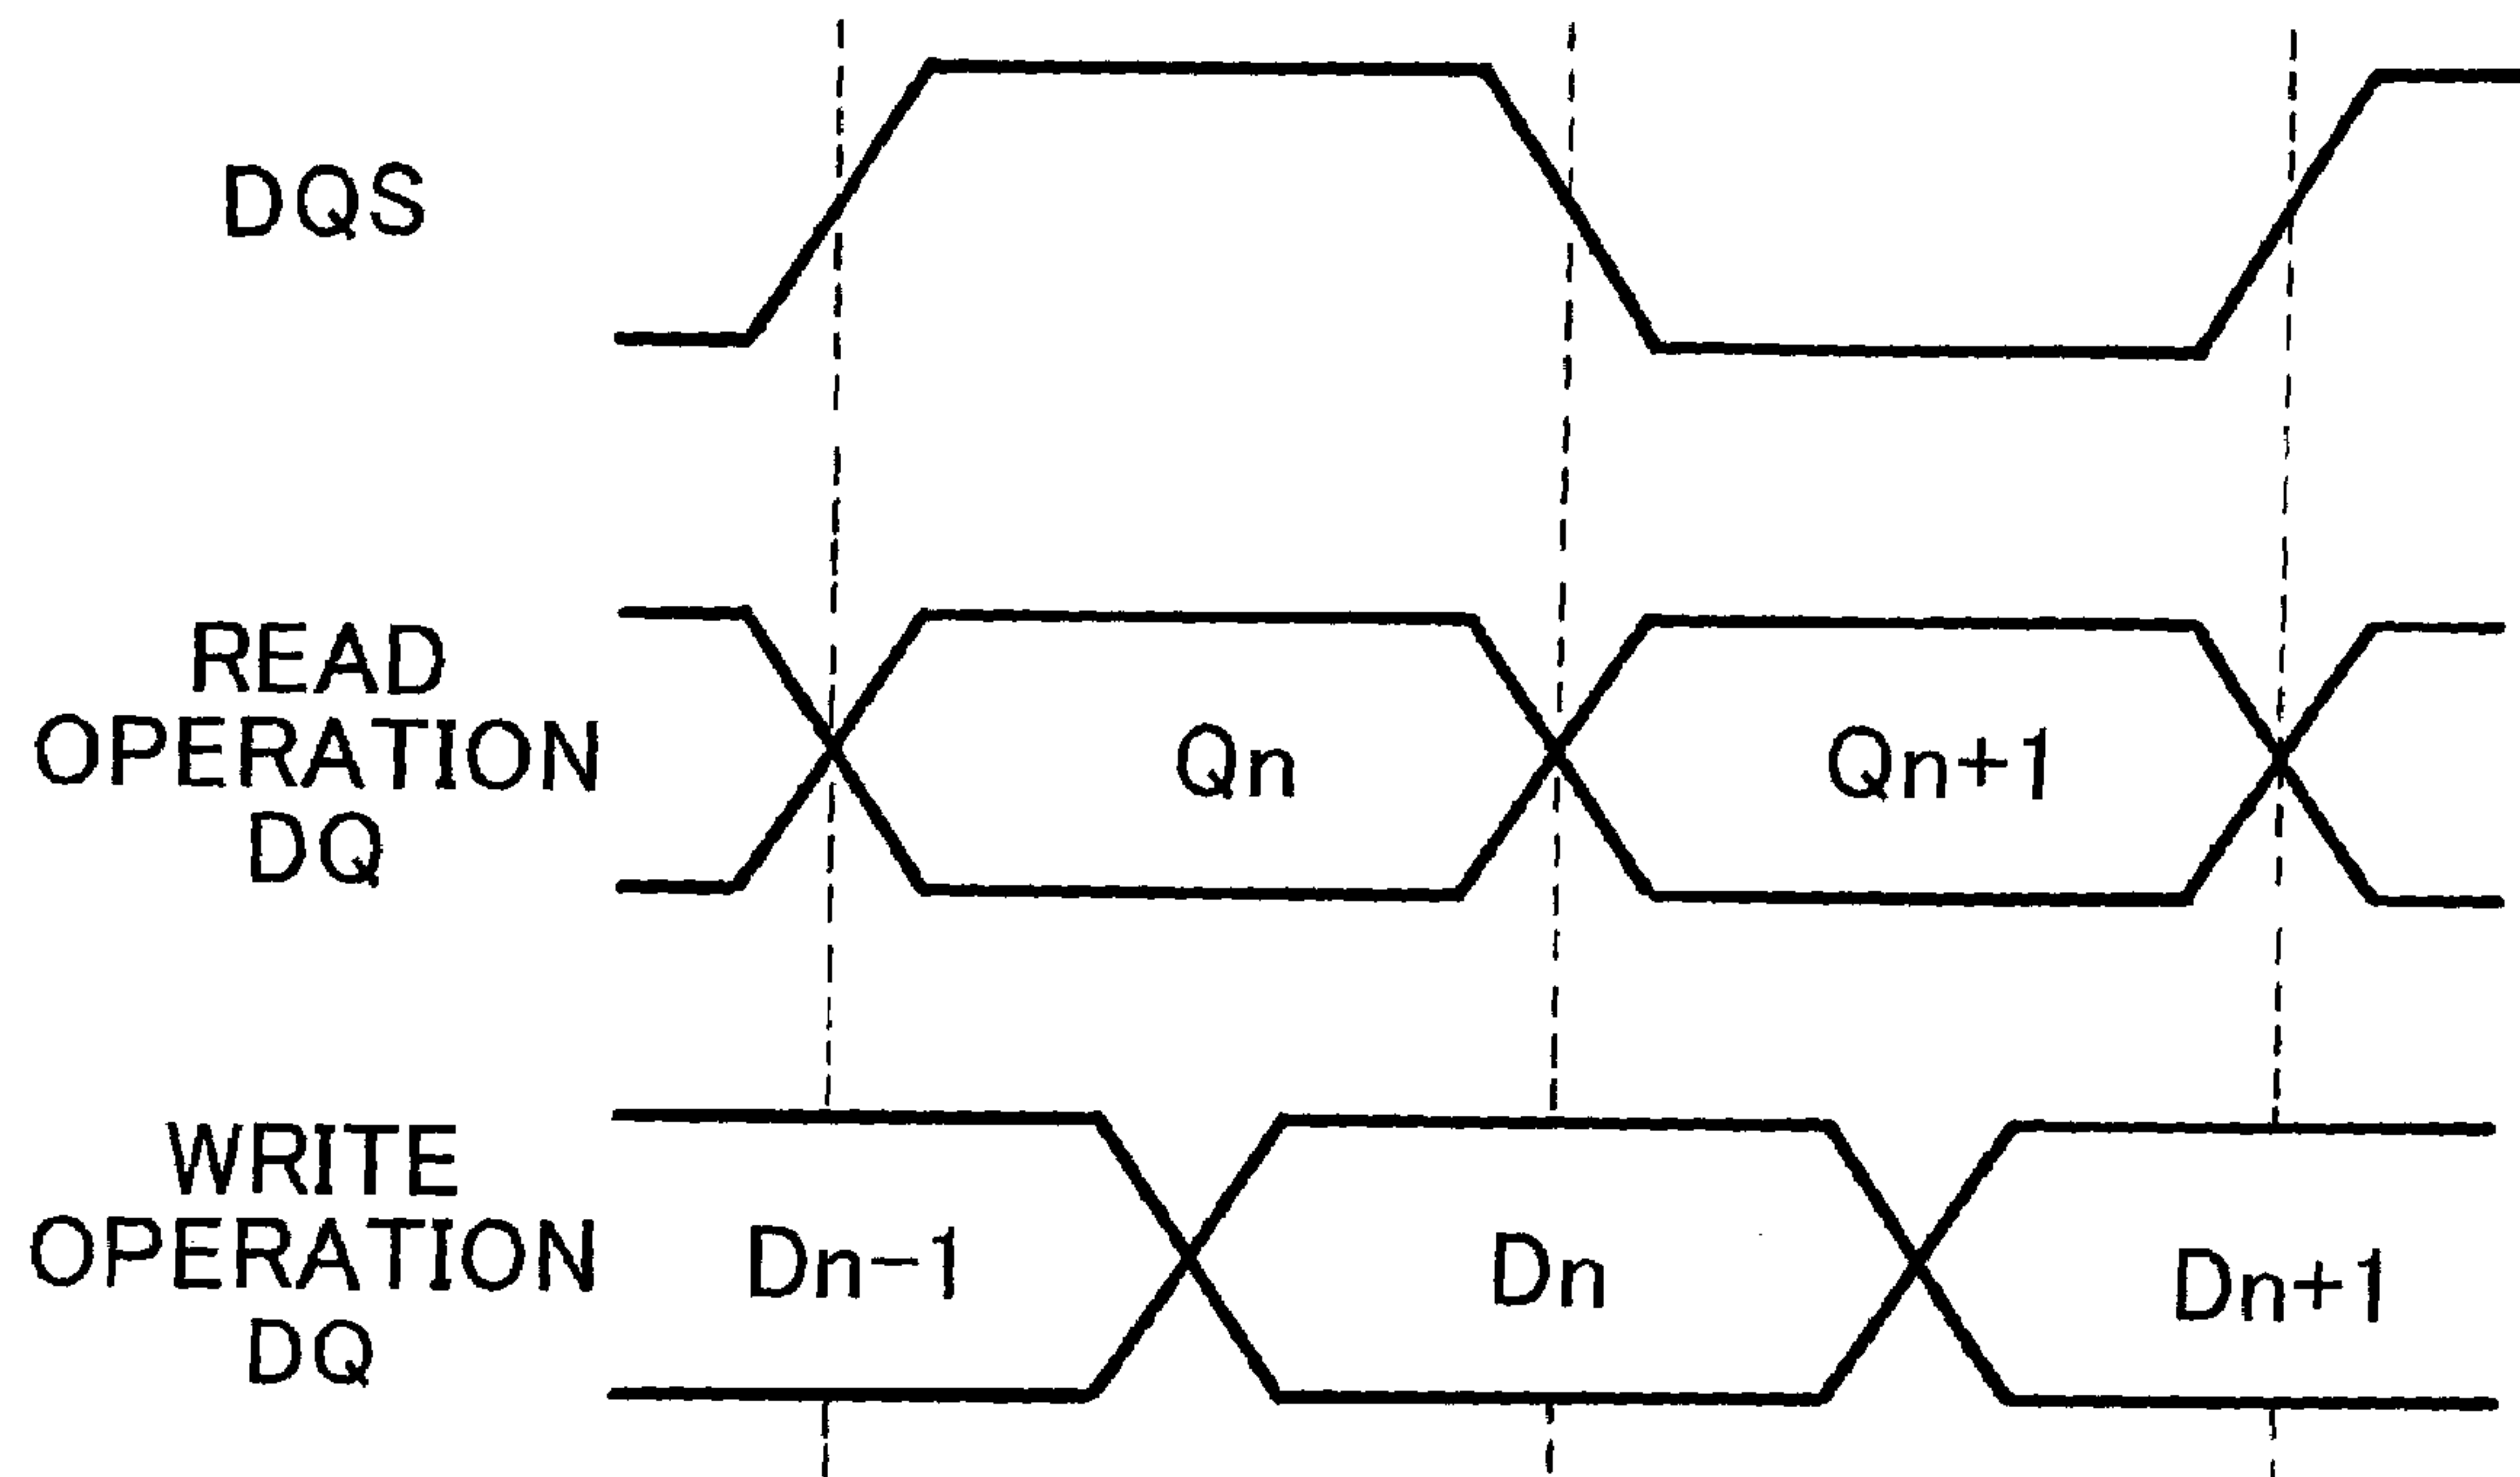 DQS
READ
OPERATION
DQ
Qn
Qn+1
WRITE
OPERATION
DQ
Dn-1
Dn
Dn+1